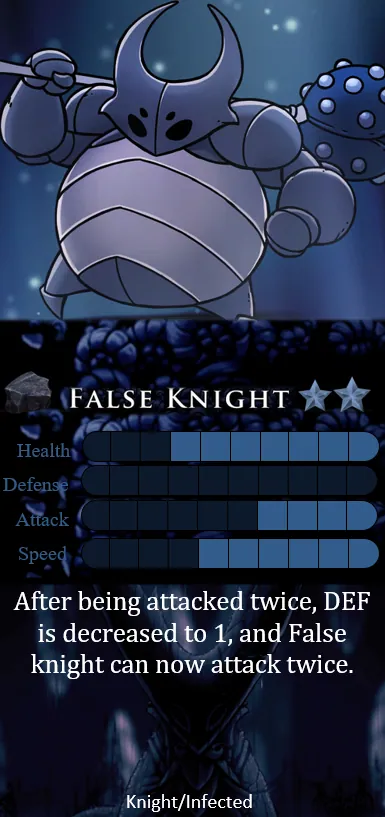 False Knight
Health
Defense
Attack
Speed
After being attacked twice, DEF
is decreased to 1, and False
knight can now attack twice.
Knight/Infected